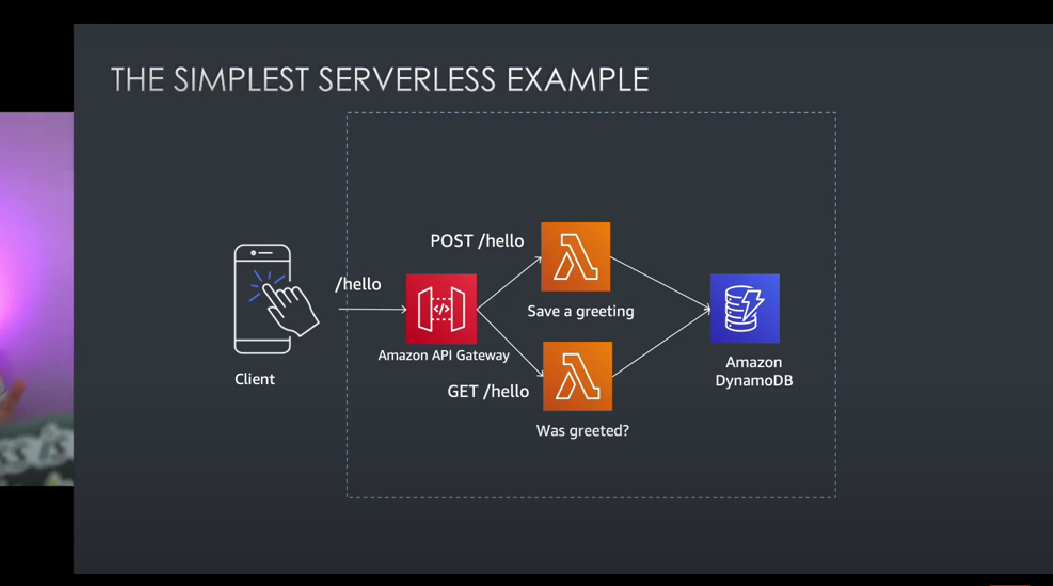 THE SIMPLEST SERVERLESS EXAMPLE
POST /hello
/hello
Save a greeting
Amazon API Gateway
Amazon
DynamoDB
Client
GET /hello
Was greeted?